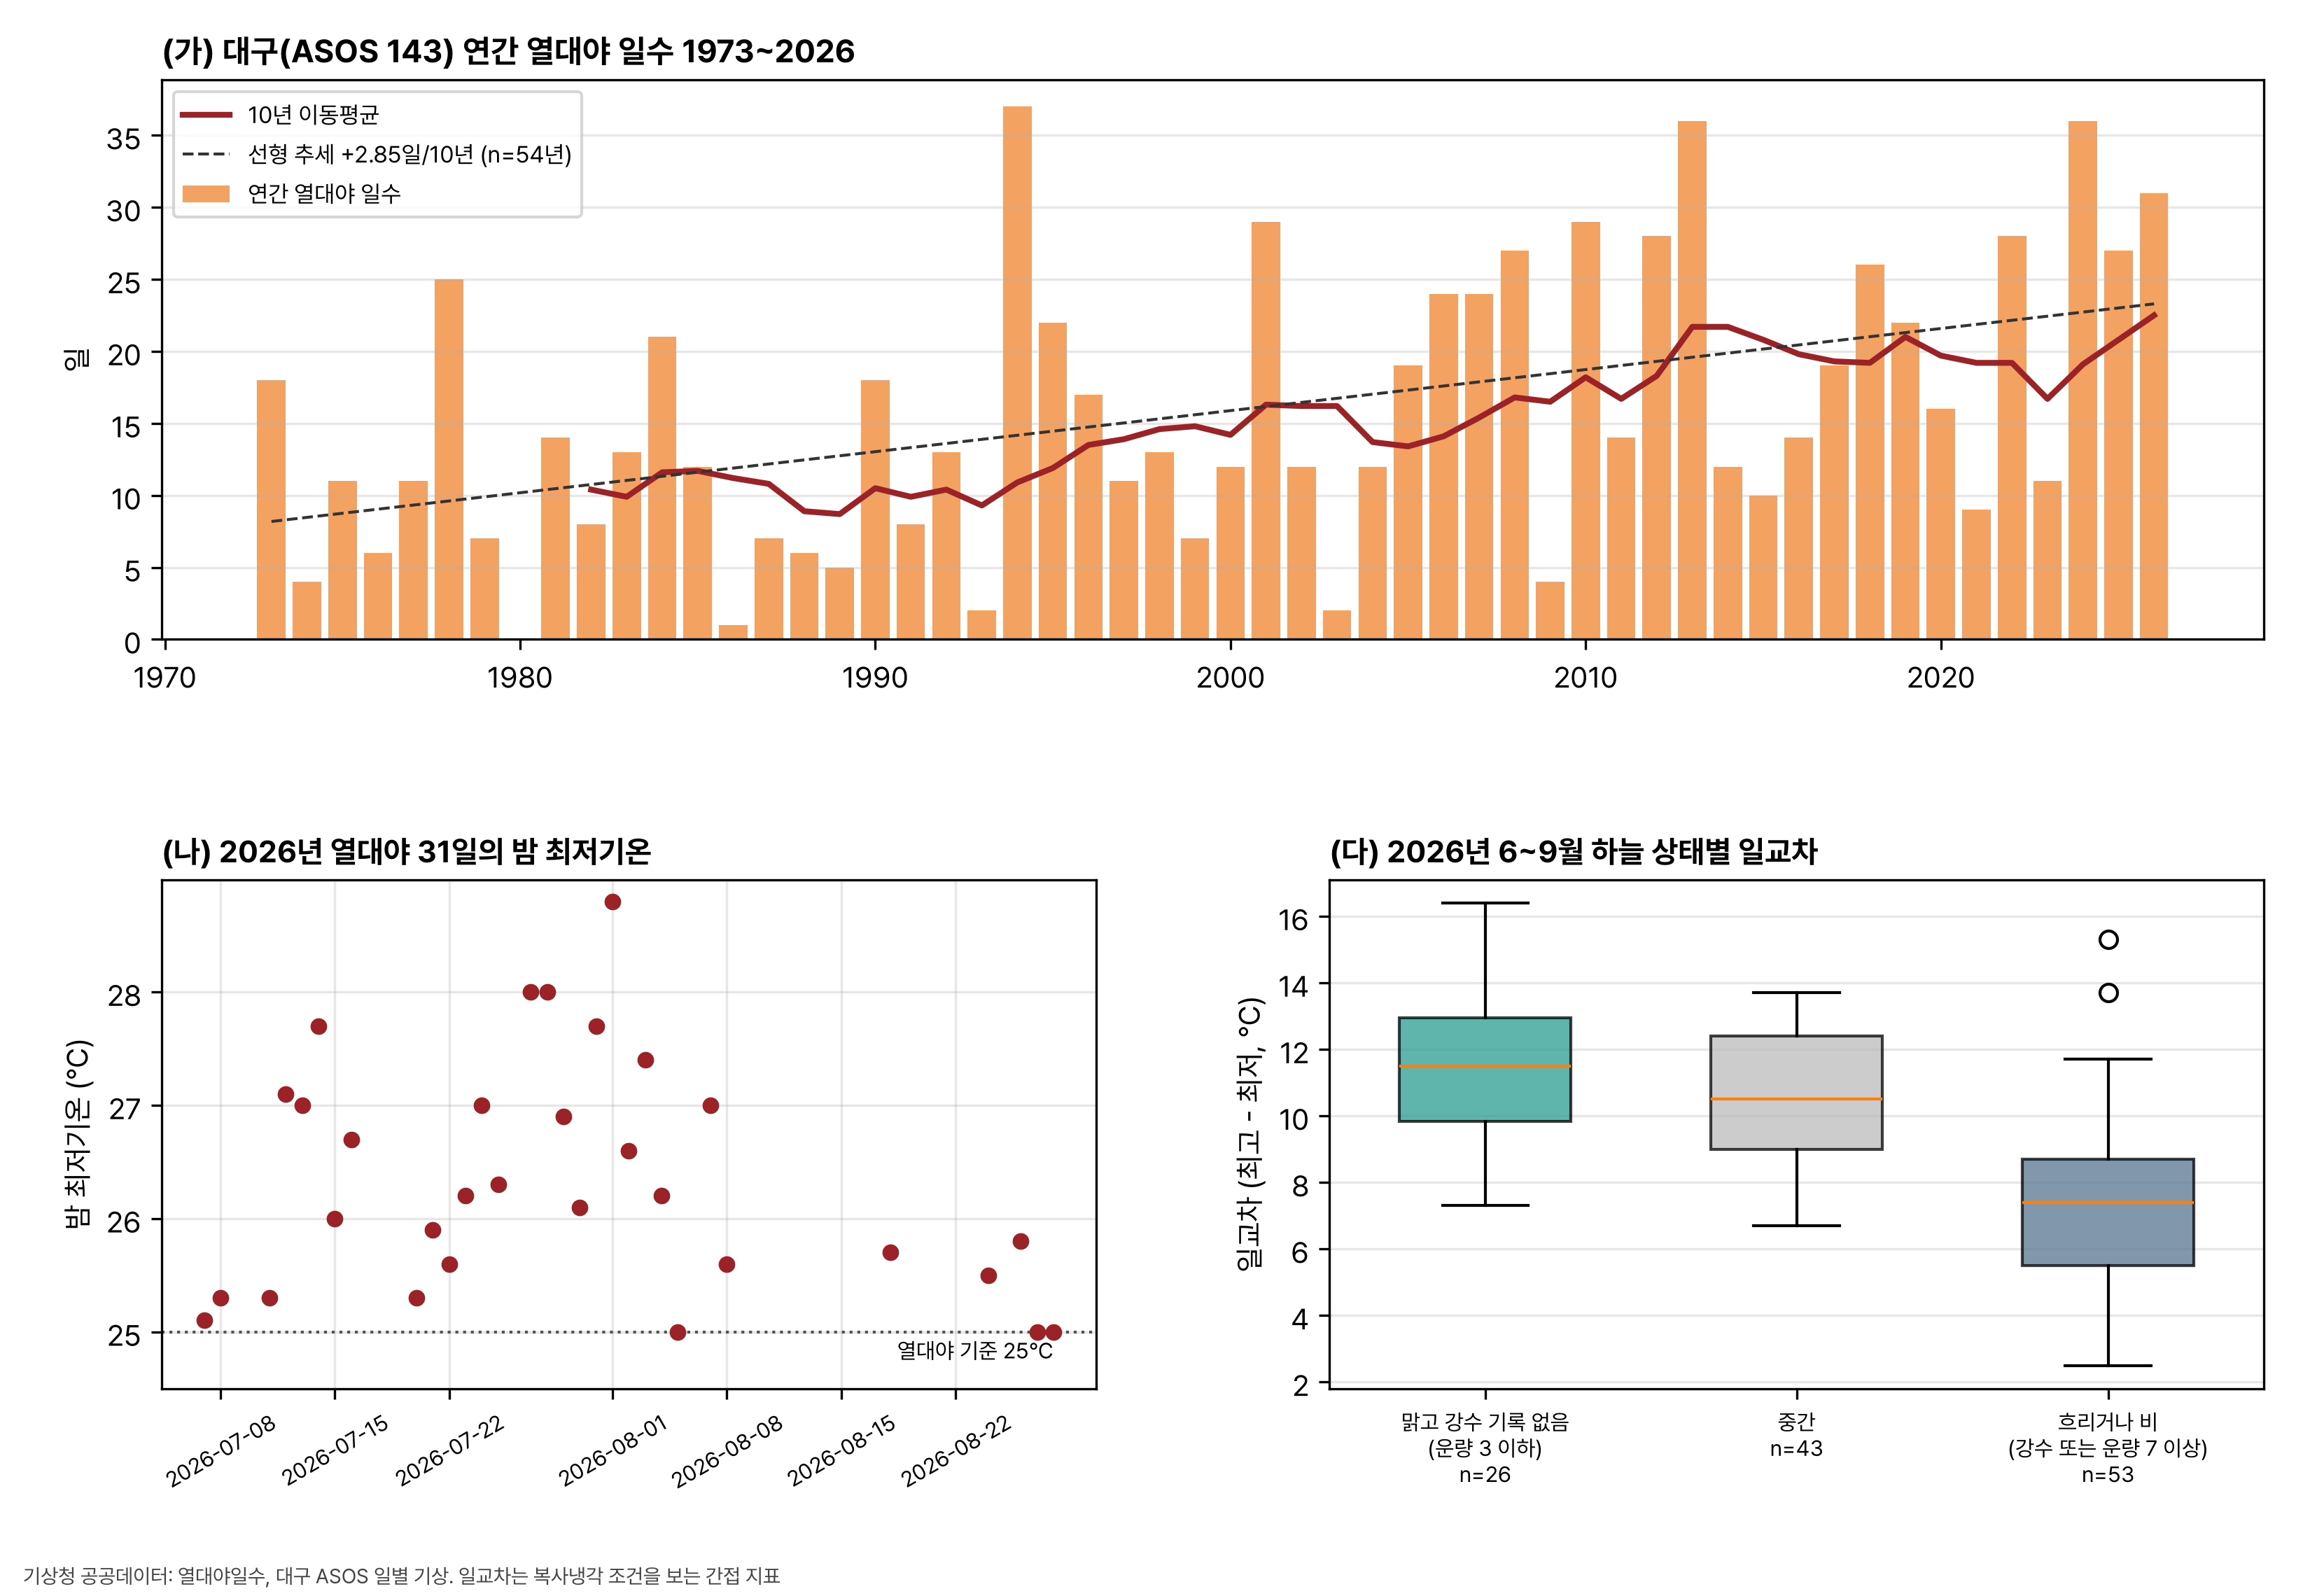 (가) 대구(ASOS 143) 연간 열대야 일수 1973~2026
10년 이동평균
선형 추세 +2.85일/10년 (n=54년)
연간 열대야 일수
일
35
30
25
20
15
10
5
0
1970
1980
1990
2000
2010
2020
(나) 2026년 열대야 31일의 밤 최저기온
밤 최저기온 (°C)
28
27
26
25
열대야 기준 25°C
2026-07-08
2026-07-15
2026-07-22
2026-08-01
2026-08-08
2026-08-15
2026-08-22
(다) 2026년 6~9월 하늘 상태별 일교차
일교차 (최고 - 최저, °C)
16
14
12
10
8
6
4
2
맑고 강수 기록 없음
(운량 3 이하)
n=26
중간
n=43
흐리거나 비
(강수 또는 운량 7 이상)
n=53
기상청 공공데이터: 열대야일수, 대구 ASOS 일별 기상. 일교차는 복사냉각 조건을 보는 간접 지표